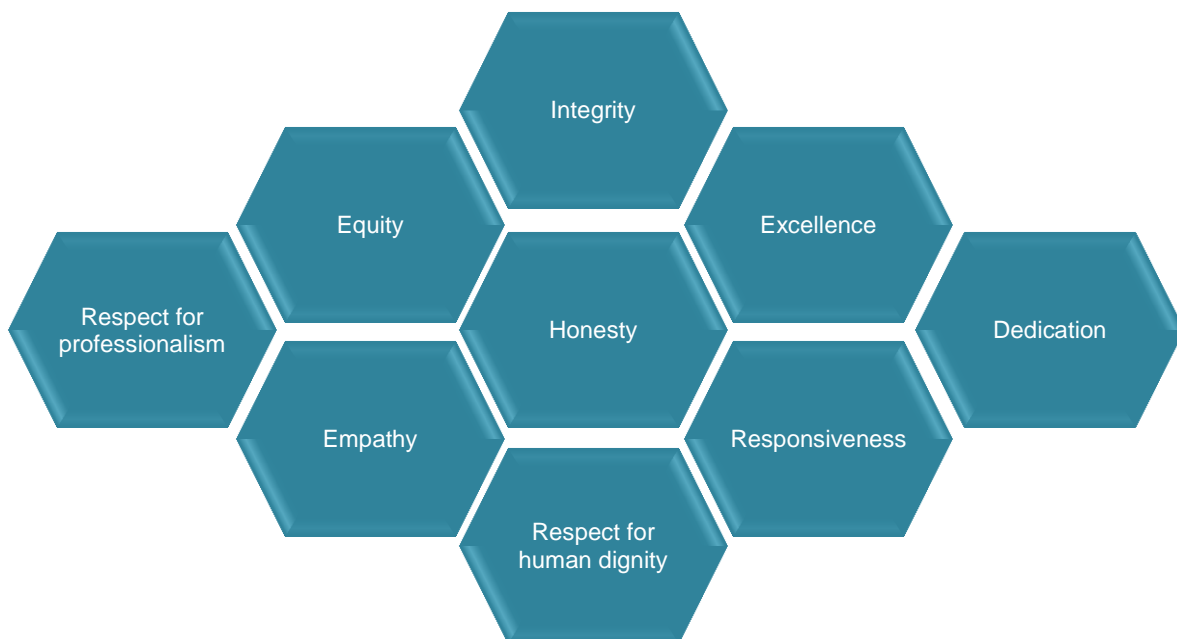 Integrity
Equity
Excellence
Respect for
professionalism
Honesty
Dedication
Empathy
Responsiveness
Respect for
human dignity